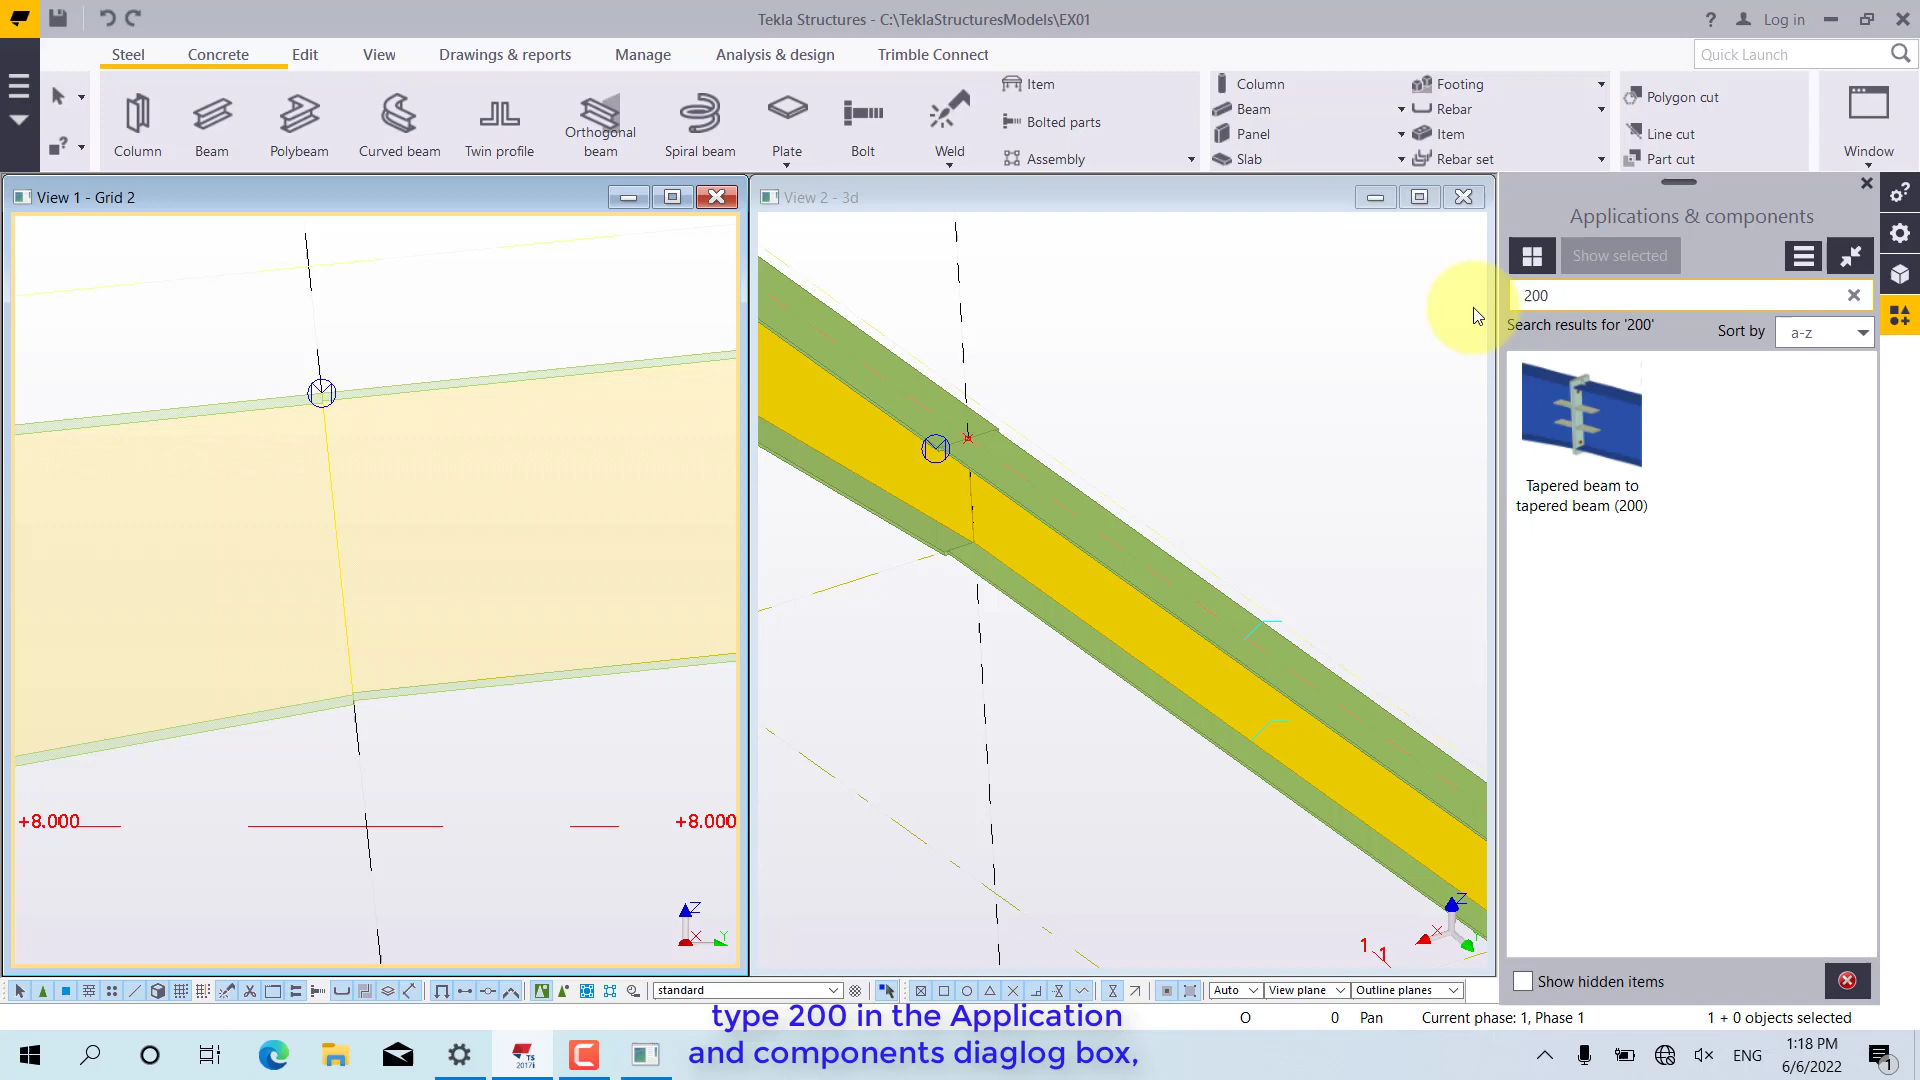 Tekla Structures - C:\TeklaStructuresModels\EX01
Log in
Steel
Concrete
Edit
View
Drawings & reports
Manage
Analysis & design
Trimble Connect
Quick Launch
Column
Beam
Polybeam
Curved beam
Twin profile
Orthogonal
beam
Spiral beam
Plate
Bolt
Weld
Item
Bolted parts
Assembly
Column
Beam
Panel
Slab
Footing
Rebar
Item
Rebar set
Polygon cut
Line cut
Part cut
Window
View 1 - Grid 2
View 2 - 3d
Applications & components
Show selected
200
Search results for '200'
Sort by
a-z
Tapered beam to
tapered beam (200)
+8.000
+8.000
Z
X
Y
1
1
Z
X
Y
Show hidden items
standard
Auto
View plane
Outline planes
type 200 in the Application
and components diaglog box,
O
0
Pan
Current phase: 1, Phase 1
1 + 0 objects selected
TS
2017i
ENG
1:18 PM
6/6/2022
1